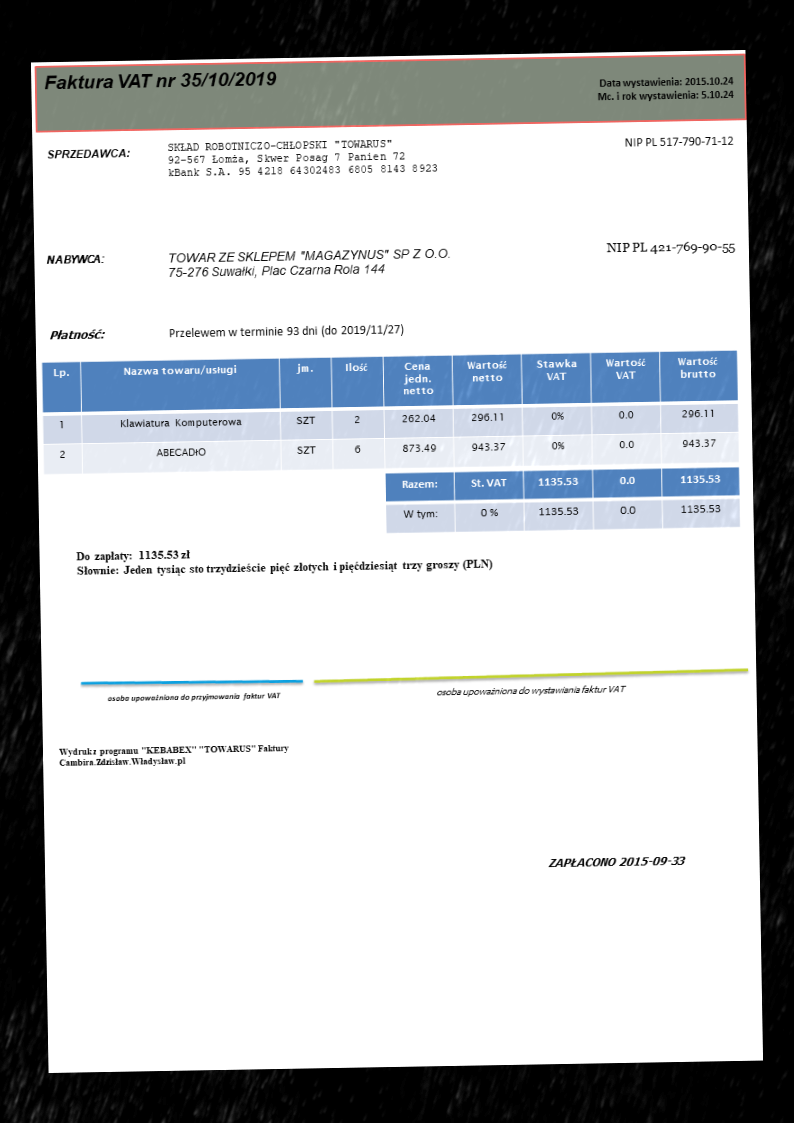 Faktura VAT nr 35/10/2019
Data wystawienia: 2015.10.24
Mc. i rok wystawienia: 5.10.24
SPRZEDAWCA:
SKŁAD ROBOTNICZO-CHŁOPSKI "TOWARUS"
92-567 Łomża, Skwer Posag 7 Panien 72
kBank S.A. 95 4218 64302483 6805 8143 8923
NIP PL 517-790-71-12
NABYWCA:
TOWAR ZE SKLEPEM "MAGAZYNUS" SP Z O.O.
75-276 Suwałki, Plac Czarna Rola 144
NIP PL 421-769-90-55
Płatność: Przelewem w terminie 93 dni (do 2019/11/27)
Lp. Nazwa towaru/usługi jm. Ilość Cena jedn. netto Wartość netto Stawka VAT Wartość VAT Wartość brutto
1 Klawiatura Komputerowa SZT 2 262.04 296.11 0% 0.0 296.11
2 ABECADŁO SZT 6 873.49 943.37 0% 0.0 943.37
Razem: St. VAT 1135.53 0.0 1135.53
W tym: 0 % 1135.53 0.0 1135.53
Do zapłaty: 1135.53 zł
Słownie: Jeden tysiąc sto trzydzieście pięć złotych i pięćdziesiąt trzy groszy (PLN)
osoba upoważniona do przyjmowania faktur VAT
osoba upoważniona do wystawiania faktur VAT
Wydruk z programu "KEBABEX" "TOWARUS" Faktury
Cambira.Zdzisław.Władysław.pl
ZAPŁACONO 2015-09-33